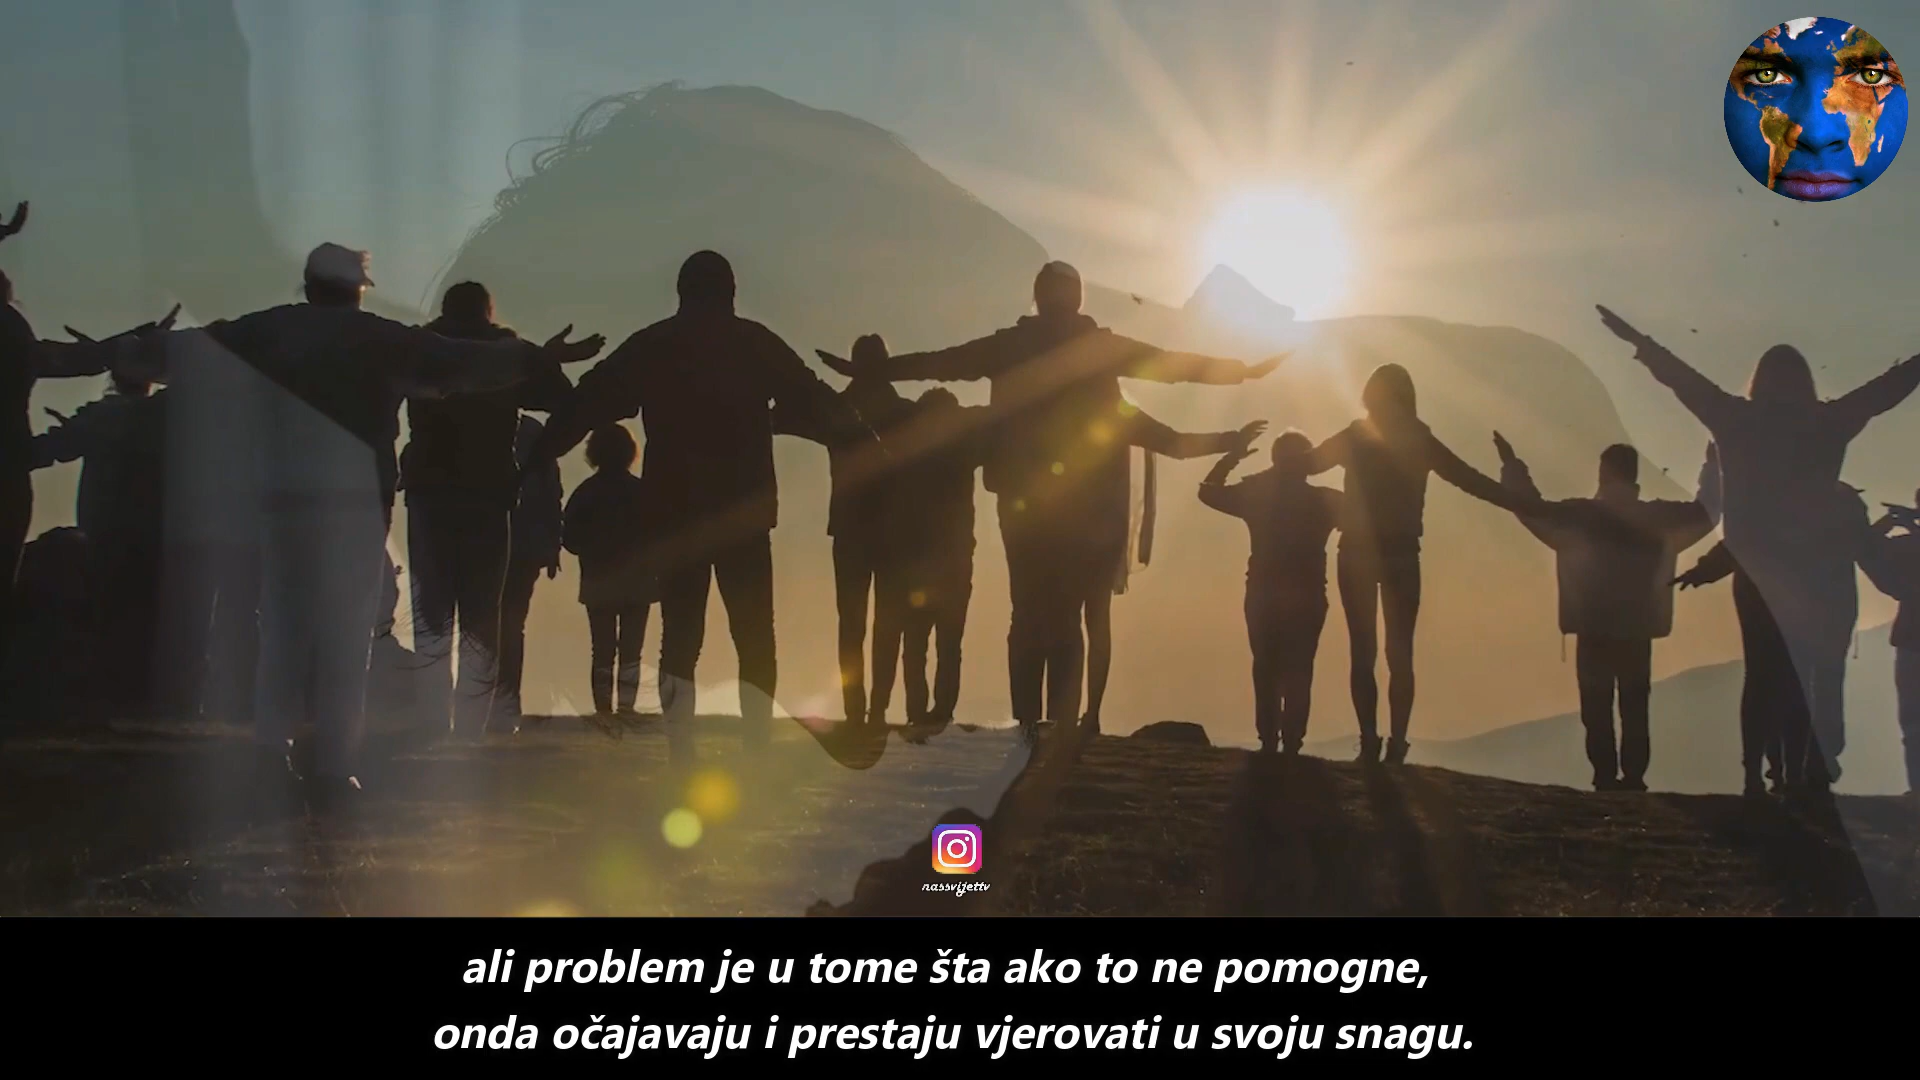 nassvijettv
ali problem je u tome šta ako to ne pomogne,
onda očajavaju i prestaju vjerovati u svoju snagu.